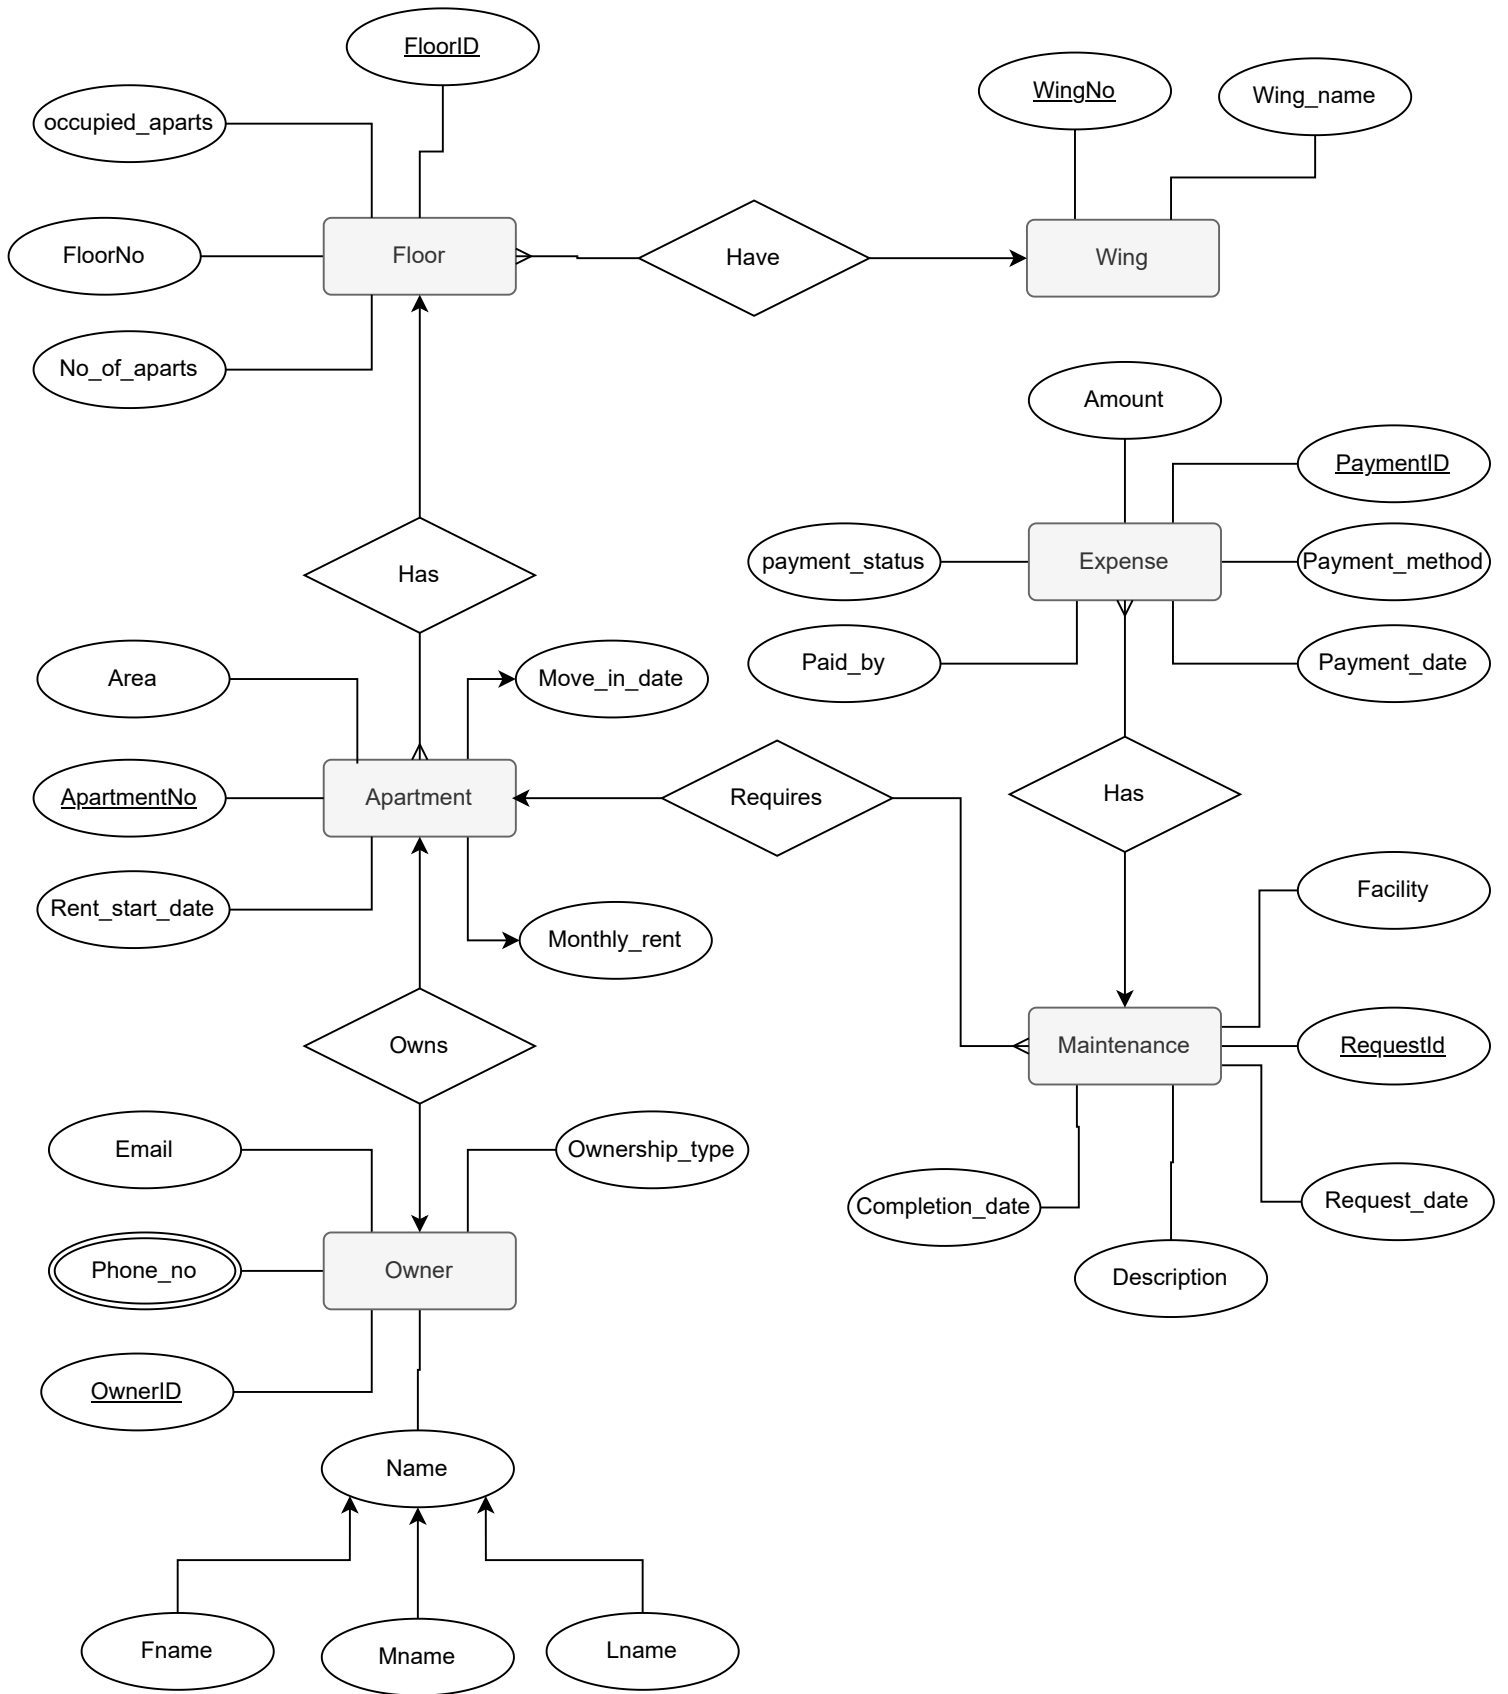 FloorID
WingNo
Wing_name
occupied_aparts
FloorNo
Floor
Have
Wing
No_of_aparts
Amount
PaymentID
payment_status
Expense
Payment_method
Has
Paid_by
Payment_date
Area
Move_in_date
ApartmentNo
Apartment
Requires
Has
Rent_start_date
Monthly_rent
Facility
Owns
Maintenance
RequestId
Email
Ownership_type
Completion_date
Request_date
Phone_no
Owner
Description
OwnerID
Name
Fname
Mname
Lname